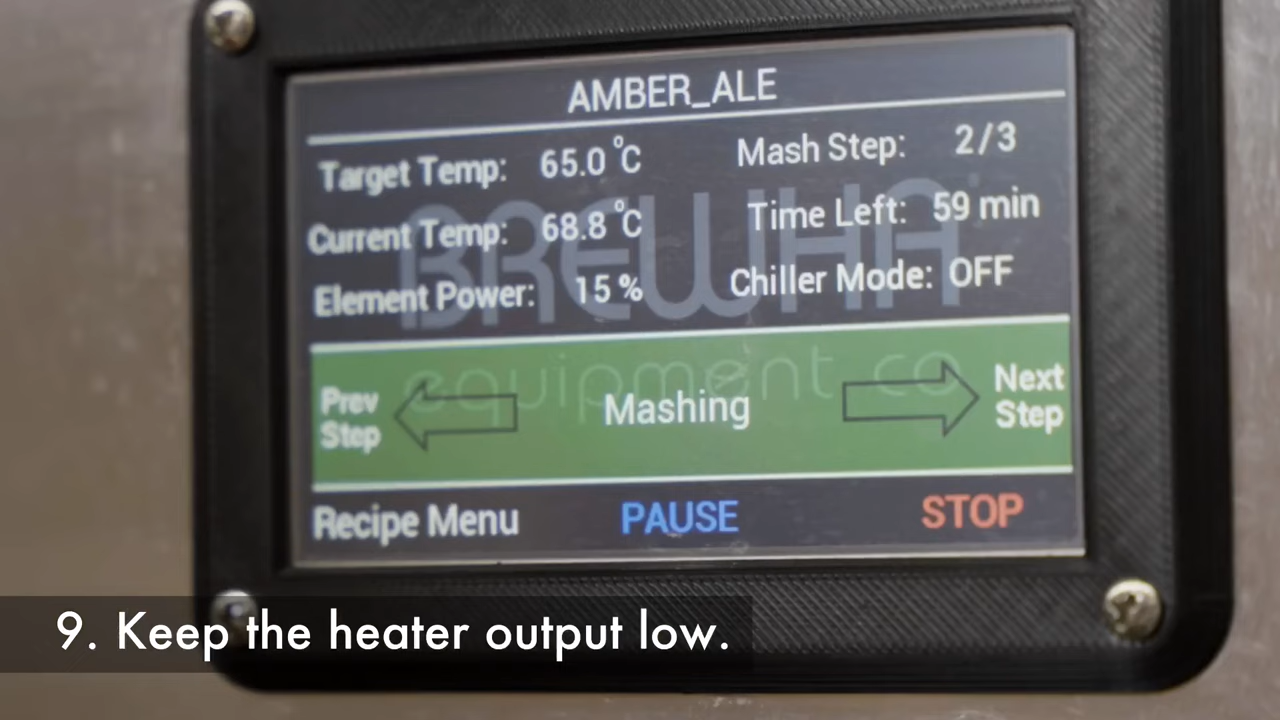 AMBER_ALE
Target Temp: 65.0 °C
Mash Step: 2/3
Current Temp: 68.8 °C
Time Left: 59 min
Element Power: 15 %
Chiller Mode: OFF
BREWHA
equipment co
Prev Step
Mashing
Next Step
Recipe Menu
PAUSE
STOP
9. Keep the heater output low.